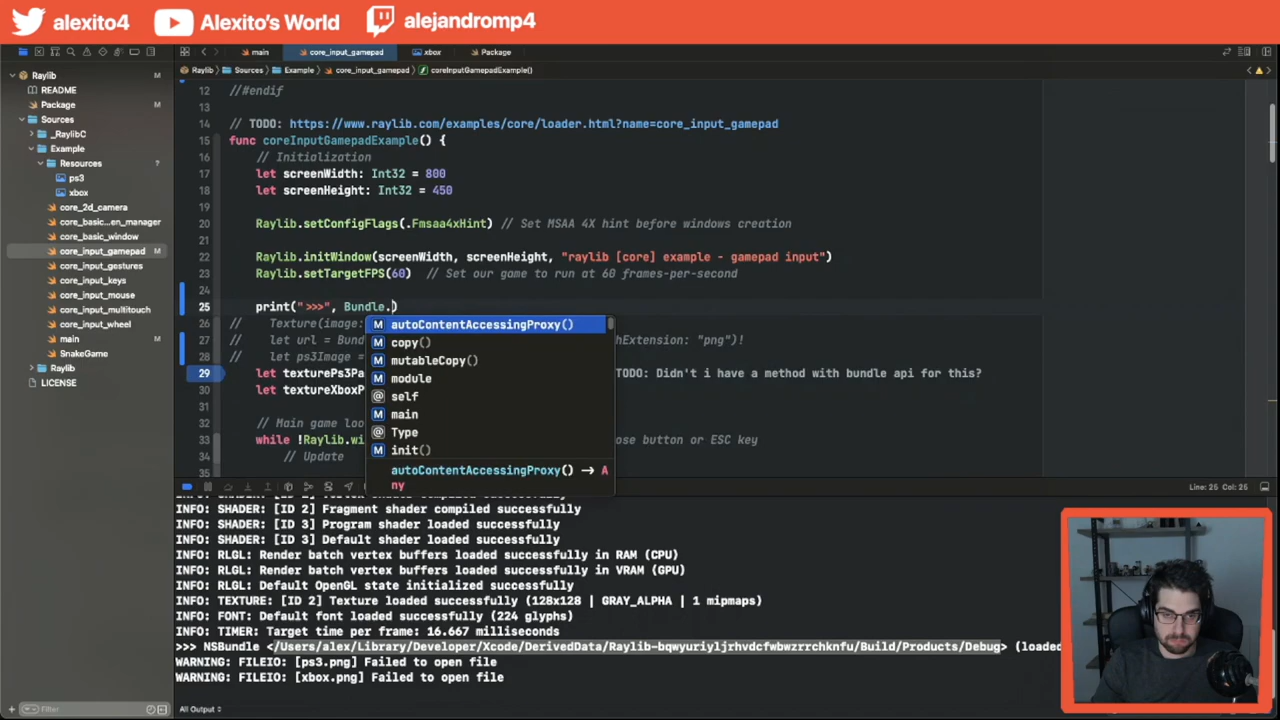 alexito4 Alexito's World alejandromp4
main core_input_gamepad xbox Package
Raylib M
README
Package M
Sources
_RaylibC
Example
Resources ?
ps3
xbox
core_2d_camera
core_basic...en_manager
core_basic_window
core_input_gamepad M
core_input_gestures
core_input_keys
core_input_mouse
core_input_multitouch
core_input_wheel
main M
SnakeGame
Raylib
LICENSE
Filter
Raylib Sources Example core_input_gamepad coreInputGamepadExample()
12 //#endif
13
14 // TODO: https://www.raylib.com/examples/core/loader.html?name=core_input_gamepad
15 func coreInputGamepadExample() {
16 // Initialization
17 let screenWidth: Int32 = 800
18 let screenHeight: Int32 = 450
19
20 Raylib.setConfigFlags(.Fmsaa4xHint) // Set MSAA 4X hint before windows creation
21
22 Raylib.initWindow(screenWidth, screenHeight, "raylib [core] example - gamepad input")
23 Raylib.setTargetFPS(60) // Set our game to run at 60 frames-per-second
24
25 print(">>>", Bundle.)
26 // Texture(image:
27 // let url = Bund hExtension: "png")!
28 // let ps3Image =
29 let texturePs3Pa TODO: Didn't i have a method with bundle api for this?
30 let textureXboxP
31
32 // Main game loo
33 while !Raylib.wi ose button or ESC key
34 // Update
35
M autoContentAccessingProxy()
M copy()
M mutableCopy()
M module
@ self
M main
@ Type
M init()
autoContentAccessingProxy() -> A
ny
Line: 25 Col: 25
INFO: SHADER: [ID 2] Fragment shader compiled successfully
INFO: SHADER: [ID 3] Program shader loaded successfully
INFO: SHADER: [ID 3] Default shader loaded successfully
INFO: RLGL: Render batch vertex buffers loaded successfully in RAM (CPU)
INFO: RLGL: Render batch vertex buffers loaded successfully in VRAM (GPU)
INFO: RLGL: Default OpenGL state initialized successfully
INFO: TEXTURE: [ID 2] Texture loaded successfully (128x128 | GRAY_ALPHA | 1 mipmaps)
INFO: FONT: Default font loaded successfully (224 glyphs)
INFO: TIMER: Target time per frame: 16.667 milliseconds
>>> NSBundle </Users/alex/Library/Developer/Xcode/DerivedData/Raylib-bqwyuriyljrhvdcfwbwzrrchknfu/Build/Products/Debug> (loaded
WARNING: FILEIO: [ps3.png] Failed to open file
WARNING: FILEIO: [xbox.png] Failed to open file
All Output